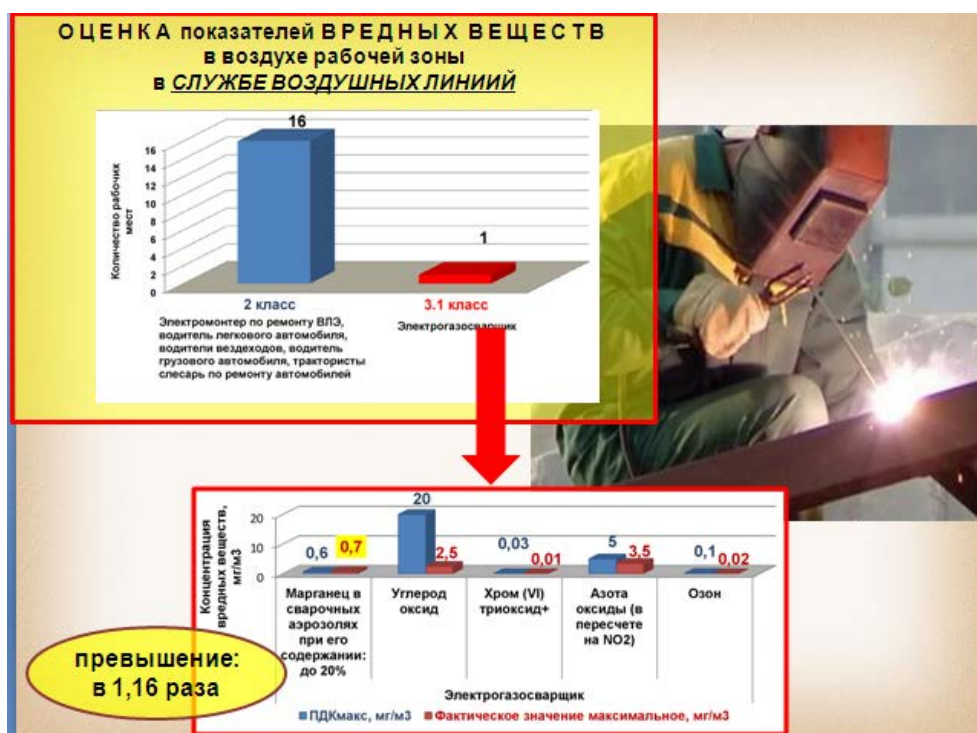 О Ц Е Н К А показателей В Р Е Д Н Ы Х В Е Щ Е С Т В
в воздухе рабочей зоны
в СЛУЖБЕ ВОЗДУШНЫХ ЛИНИИЙ
Количество рабочих
мест
16
14
12
10
8
6
4
2
0
16
1
2 класс
3.1 класс
Электромонтер по ремонту ВЛЭ,
водитель легкового автомобиля,
водители вездеходов, водитель
грузового автомобиля, трактористы
слесарь по ремонту автомобилей
Электрогазосварщик
Концентрация
вредных веществ,
мг/м3
20
10
0
0,6
0,7
20
2,5
0,03
0,01
5
3,5
0,1
0,02
Марганец в
сварочных
аэрозолях
при его
содержании:
до 20%
Углерод
оксид
Хром (VI)
триоксид+
Азота
оксиды (в
пересчете
на NO2)
Озон
Электрогазосварщик
ПДКмакс, мг/м3
Фактическое значение максимальное, мг/м3
превышение:
в 1,16 раза